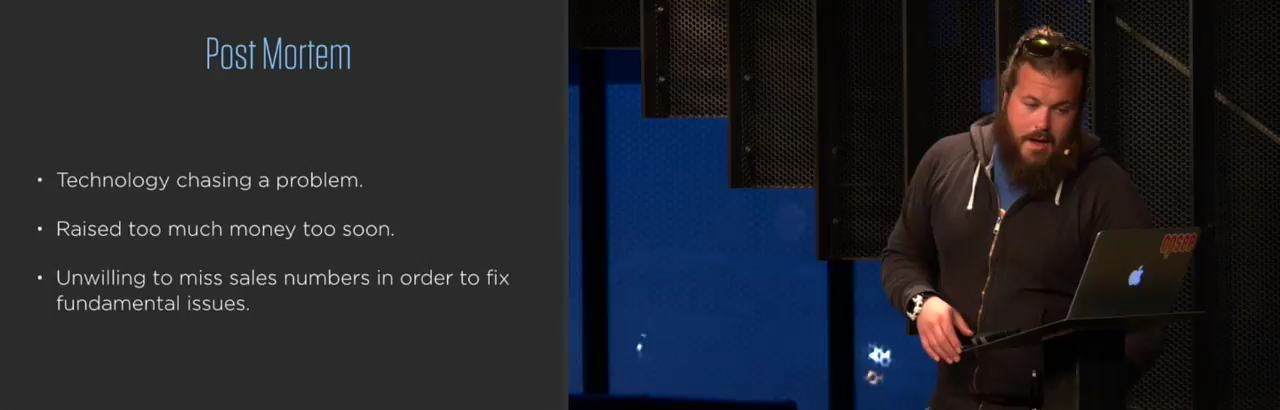 Post Mortem
• Technology chasing a problem.
• Raised too much money too soon.
• Unwilling to miss sales numbers in order to fix
fundamental issues.